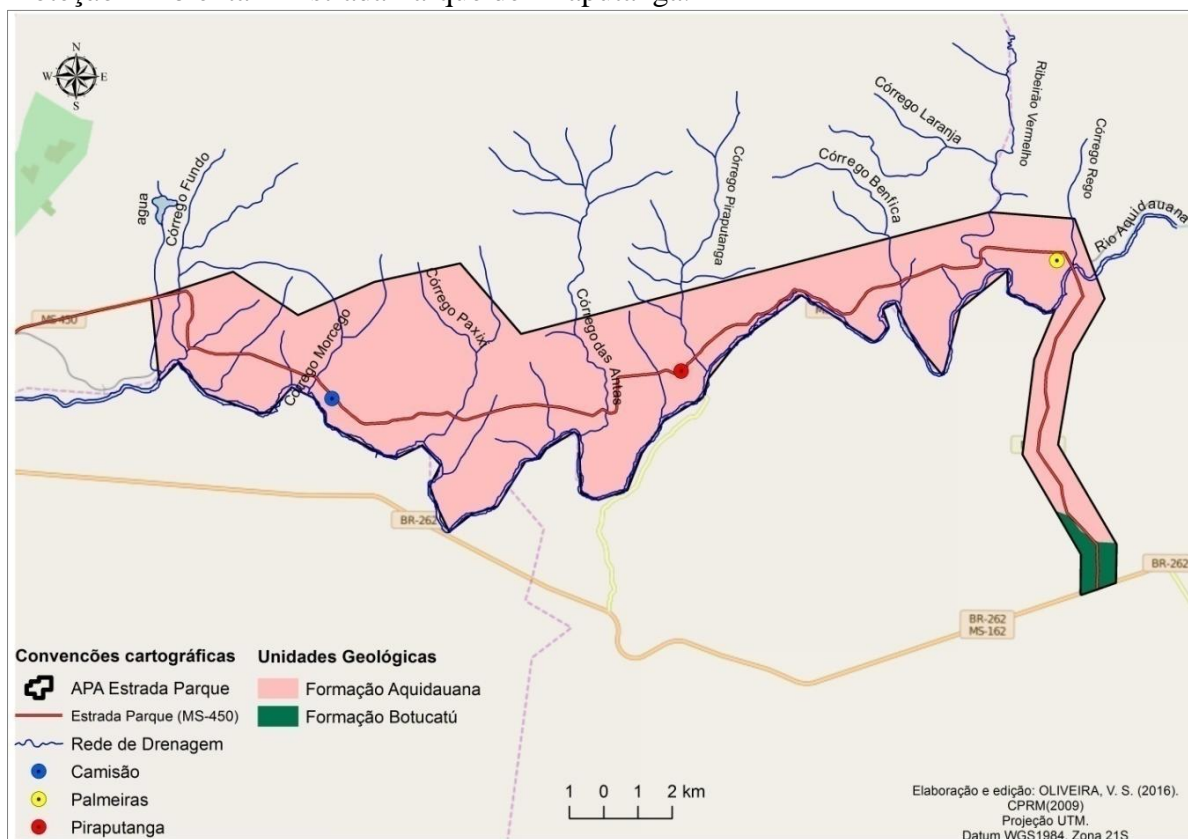 N
W E
S
Córrego Laranja
Ribeirão Vermelho
Córrego Rego
Córrego Benfica
Córrego Piraputanga
Córrego Fundo
agua
Rio Aquidauana
MS-450
Córrego Paxixi
Córrego Morcego
Córrego das Antas
BR-262
BR-262
BR-262
MS-162
Convencões cartográficas
APA Estrada Parque
Estrada Parque (MS-450)
Rede de Drenagem
Camisão
Palmeiras
Piraputanga
Unidades Geológicas
Formação Aquidauana
Formação Botucatú
1 0 1 2 km
Elaboração e edição: OLIVEIRA, V. S. (2016).
CPRM(2009)
Projeção UTM.
Datum WGS1984, Zona 21S